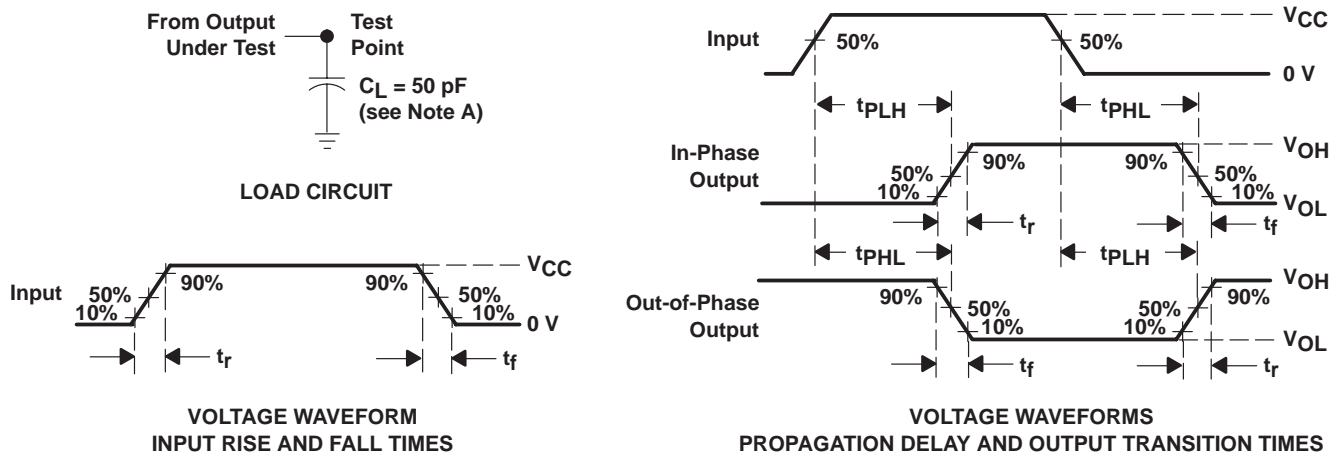 From Output
Under Test
Test
Point
CL = 50 pF
(see Note A)
LOAD CIRCUIT
Input
50%
10%
90%
90%
50%
10%
VCC
0 V
tr
tf
VOLTAGE WAVEFORM
INPUT RISE AND FALL TIMES
Input
50%
50%
VCC
0 V
tPLH
tPHL
In-Phase
Output
50%
10%
90%
90%
50%
10%
VOH
VOL
tr
tf
tPHL
tPLH
Out-of-Phase
Output
90%
50%
10%
50%
10%
90%
VOH
VOL
tf
tr
VOLTAGE WAVEFORMS
PROPAGATION DELAY AND OUTPUT TRANSITION TIMES